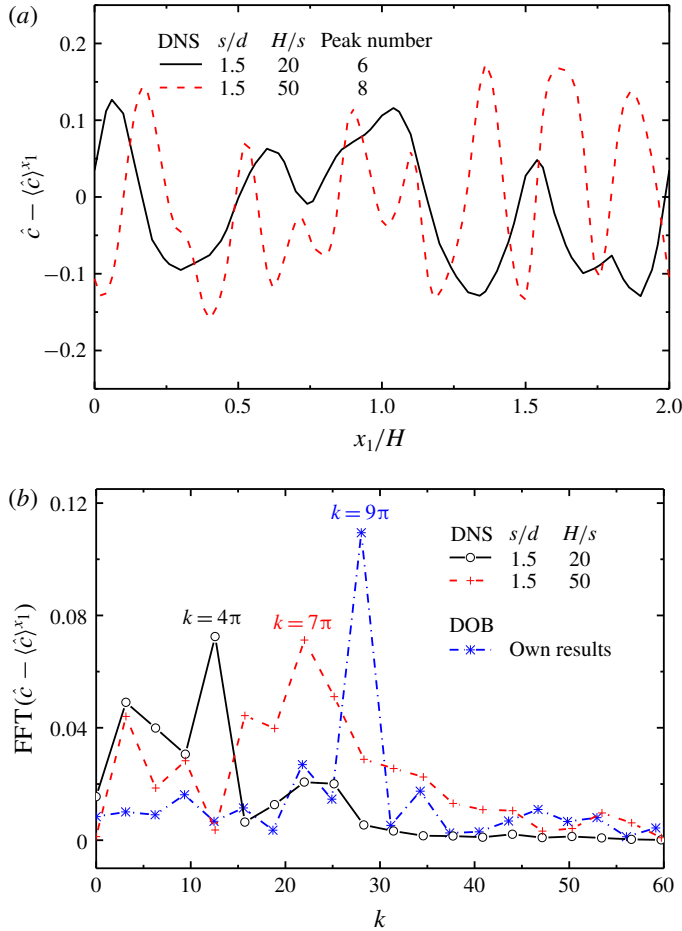 (a)
0.2
0.1
0
−0.1
−0.2
ĉ − ⟨ĉ⟩^x₁
DNS s/d H/s Peak number
1.5 20 6
1.5 50 8
0 0.5 1.0 1.5 2.0
x₁/H
(b)
0.12
0.08
0.04
0
FFT(ĉ − ⟨ĉ⟩^x₁)
k = 9π
k = 4π
k = 7π
DNS s/d H/s
1.5 20
1.5 50
DOB
Own results
0 10 20 30 40 50 60
k